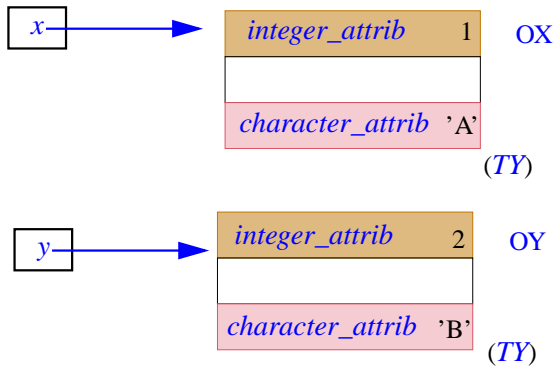 x integer_attrib 1 OX
character_attrib 'A'
(TY)
y integer_attrib 2 OY
character_attrib 'B'
(TY)